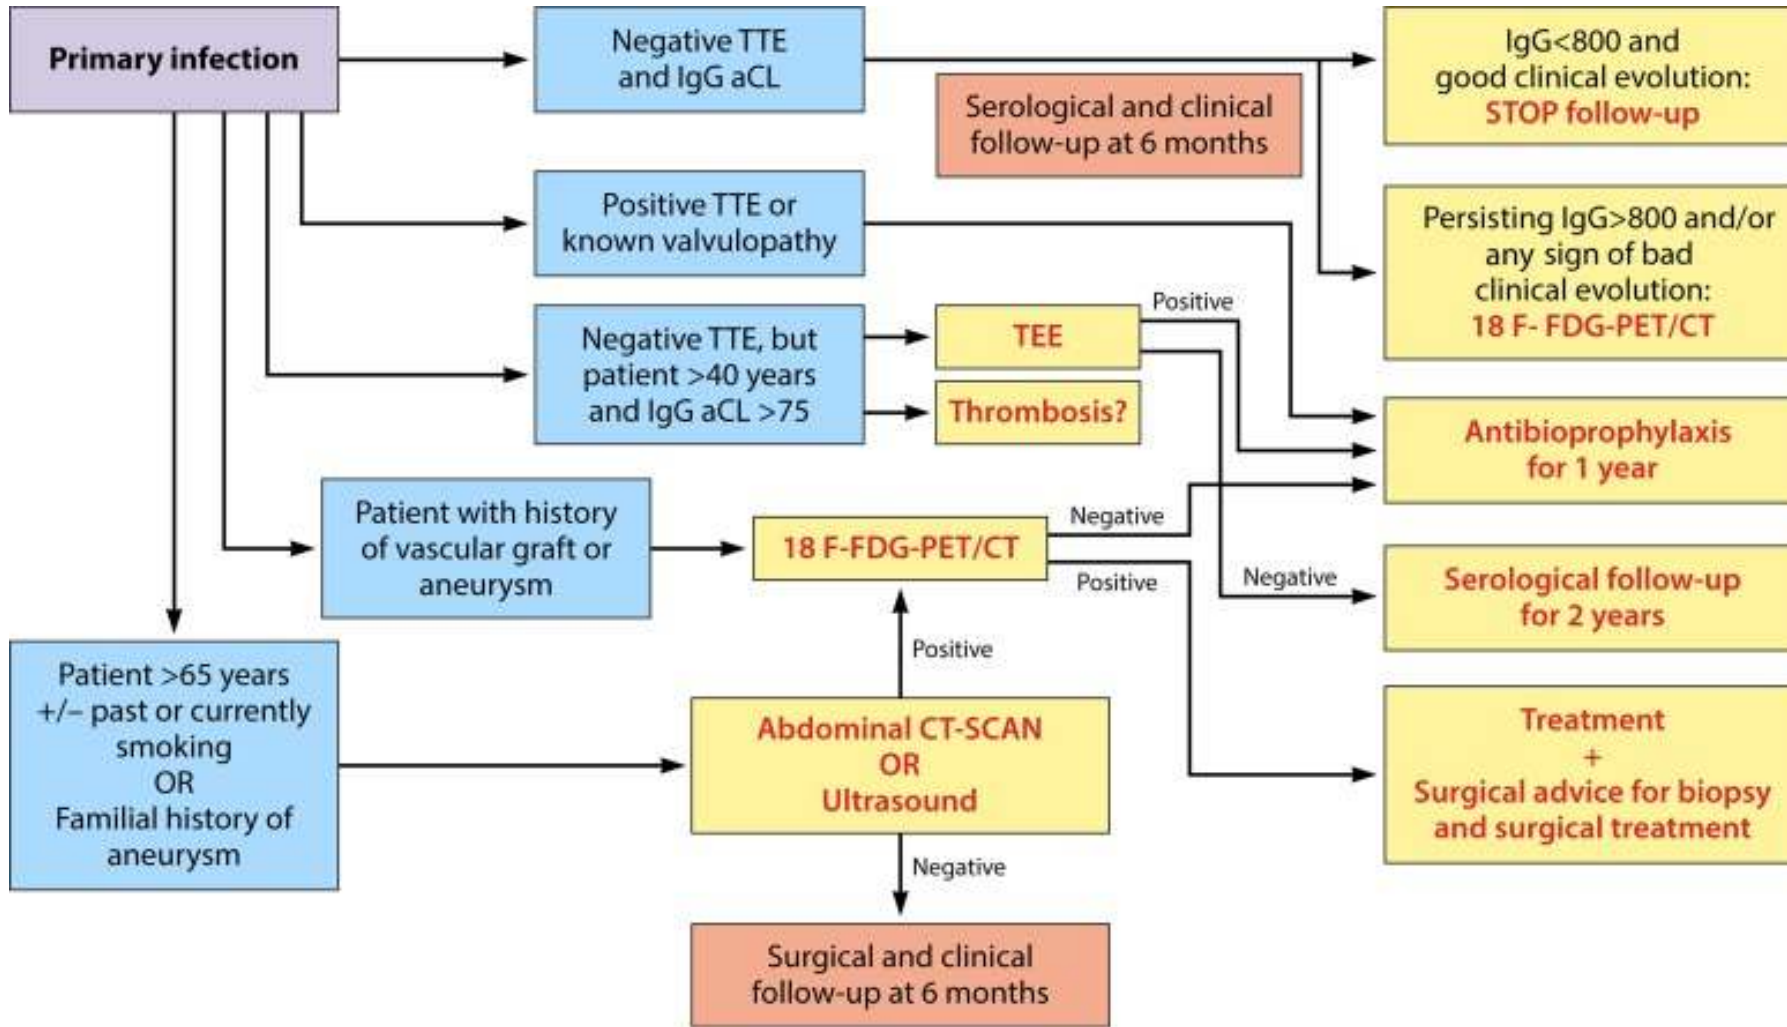 Primary infection
Negative TTE
and IgG aCL
Serological and clinical
follow-up at 6 months
IgG<800 and
good clinical evolution:
STOP follow-up
Positive TTE or
known valvulopathy
Persisting IgG>800 and/or
any sign of bad
clinical evolution:
18 F- FDG-PET/CT
Negative TTE, but
patient >40 years
and IgG aCL >75
TEE
Positive
Thrombosis?
Antibioprophylaxis
for 1 year
Patient with history
of vascular graft or
aneurysm
18 F-FDG-PET/CT
Negative
Positive
Negative
Serological follow-up
for 2 years
Patient >65 years
+/– past or currently
smoking
OR
Familial history of
aneurysm
Positive
Abdominal CT-SCAN
OR
Ultrasound
Treatment
+
Surgical advice for biopsy
and surgical treatment
Negative
Surgical and clinical
follow-up at 6 months